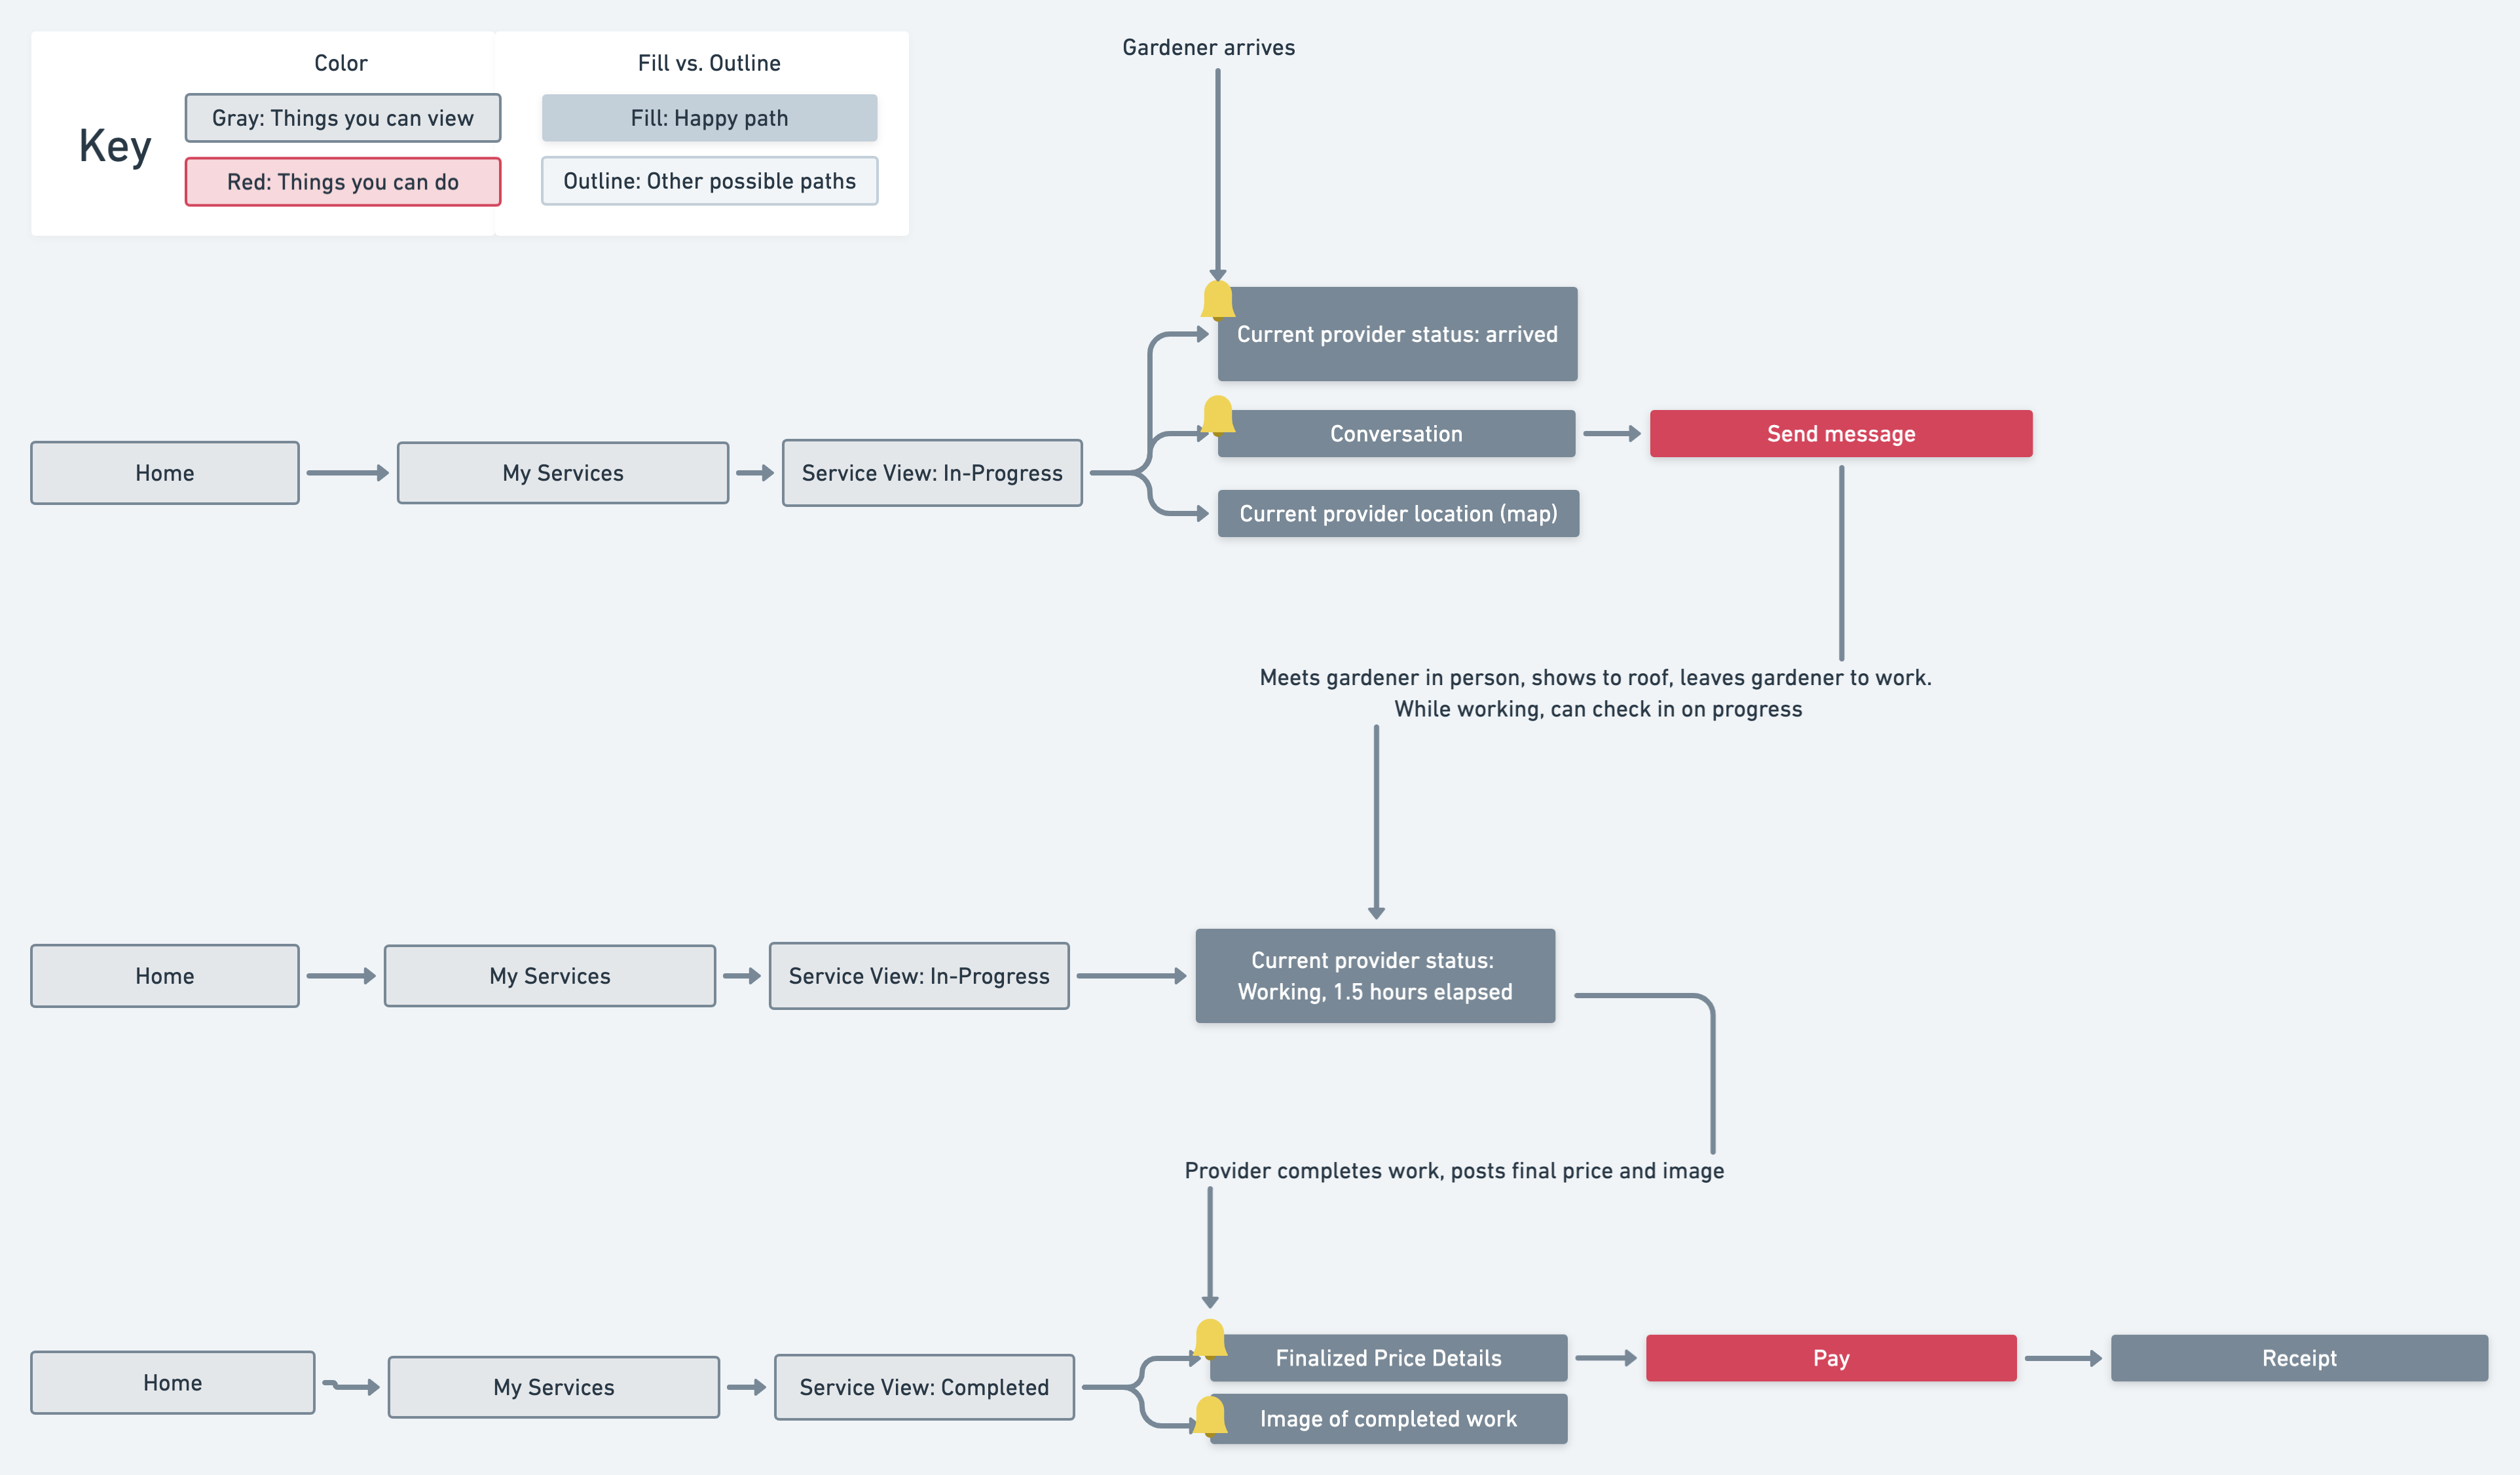 Key
Color
Gray: Things you can view
Red: Things you can do
Fill vs. Outline
Fill: Happy path
Outline: Other possible paths
Gardener arrives
Home
My Services
Service View: In-Progress
Current provider status: arrived
Conversation
Send message
Current provider location (map)
Meets gardener in person, shows to roof, leaves gardener to work.
While working, can check in on progress
Home
My Services
Service View: In-Progress
Current provider status:
Working, 1.5 hours elapsed
Provider completes work, posts final price and image
Home
My Services
Service View: Completed
Finalized Price Details
Pay
Receipt
Image of completed work